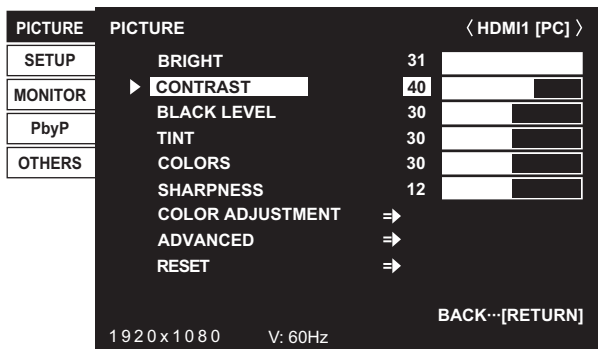 PICTURE
SETUP
MONITOR
PbyP
OTHERS
PICTURE 〈 HDMI1 [PC] 〉
BRIGHT 31
CONTRAST 40
BLACK LEVEL 30
TINT 30
COLORS 30
SHARPNESS 12
COLOR ADJUSTMENT
ADVANCED
RESET
BACK···[RETURN]
1920x1080 V: 60Hz